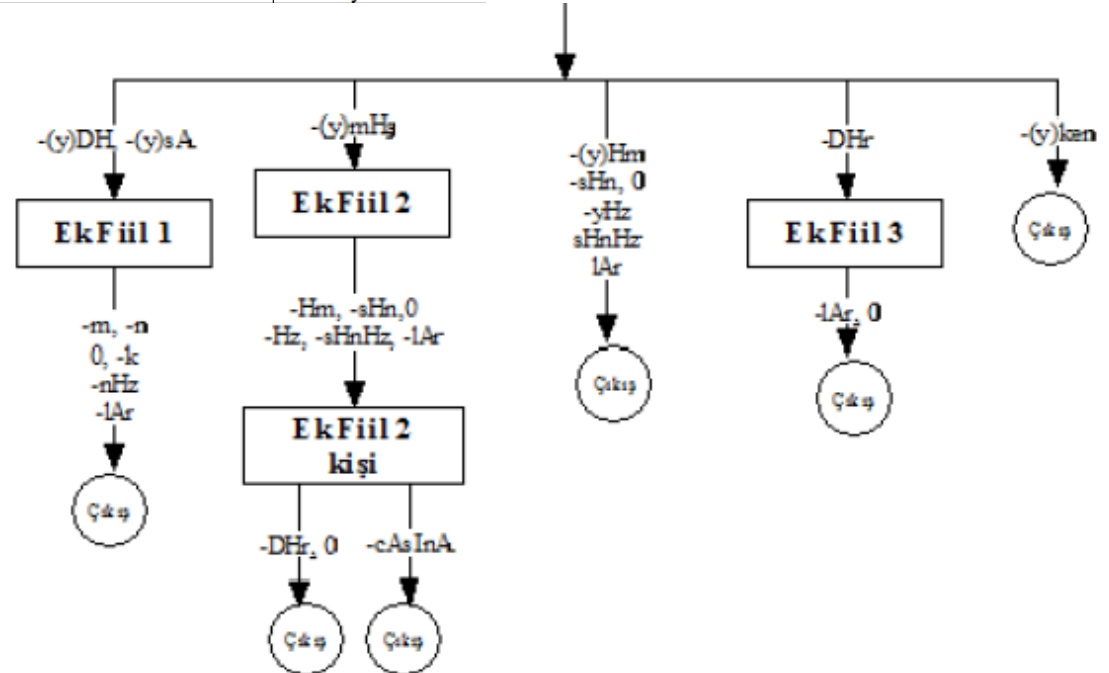 -(y)DH, -(y)sA
-(y)mHş
-(y)Hm
-sHn, 0
-yHz
sHnHz
lAr
-DHr
-(y)ken
EkFiil 1
EkFiil 2
EkFiil 3
Çıkış
-m, -n
0, -k
-nHz
-lAr
-Hm, -sHn,0
-Hz, -sHnHz, -lAr
-lAr, 0
Çıkış
Çıkış
EkFiil 2
kişi
Çıkış
-DHr, 0
-cAsInA
Çıkış
Çıkış